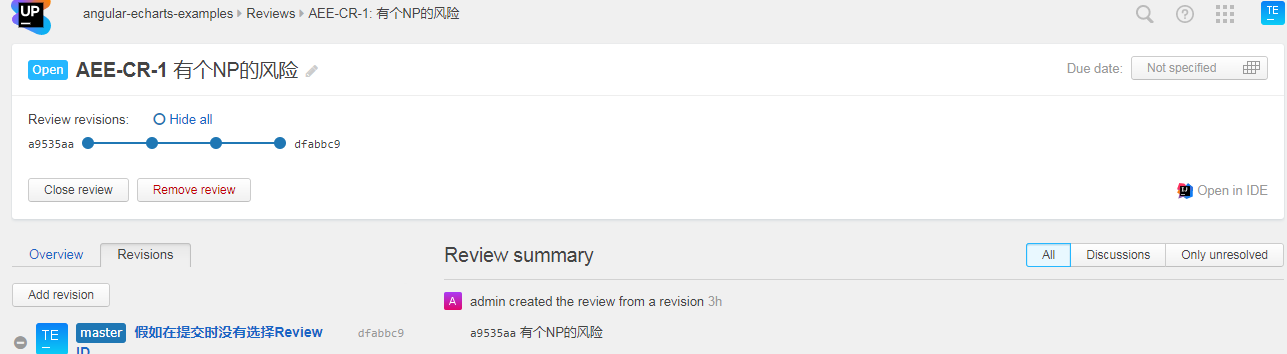 UP angular-echarts-examples Reviews AEE-CR-1: 有个NP的风险 TE
Open AEE-CR-1 有个NP的风险 Due date: Not specified
Review revisions: Hide all
a9535aa dfabbc9
Close review Remove review Open in IDE
Overview Revisions Review summary All Discussions Only unresolved
Add revision A admin created the review from a revision 3h
TE master 假如在提交时没有选择Review dfabbc9 a9535aa 有个NP的风险
ID